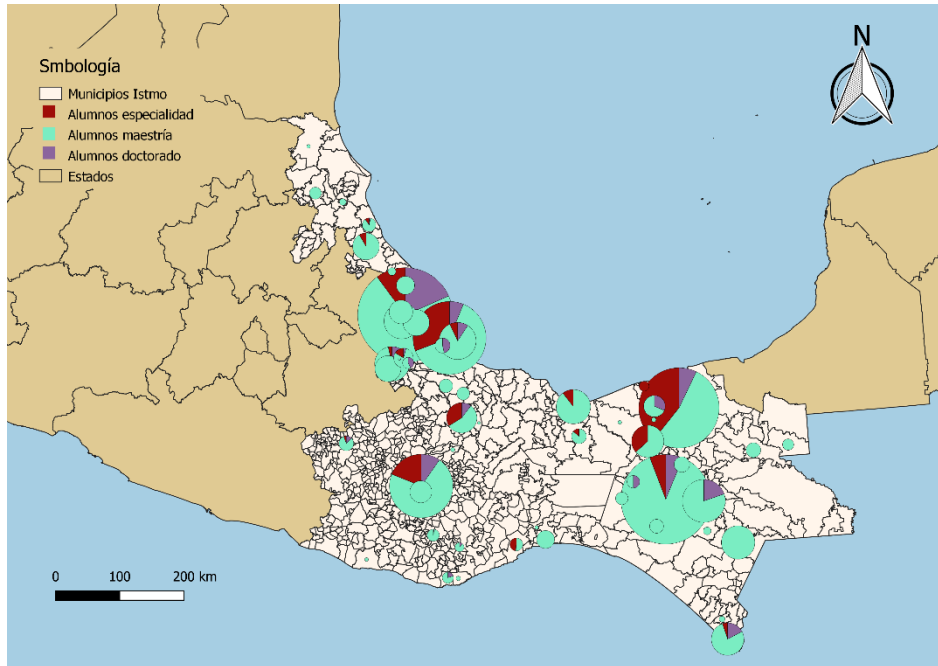 Smbología
Municipios Istmo
Alumnos especialidad
Alumnos maestría
Alumnos doctorado
Estados
N
0 100 200 km